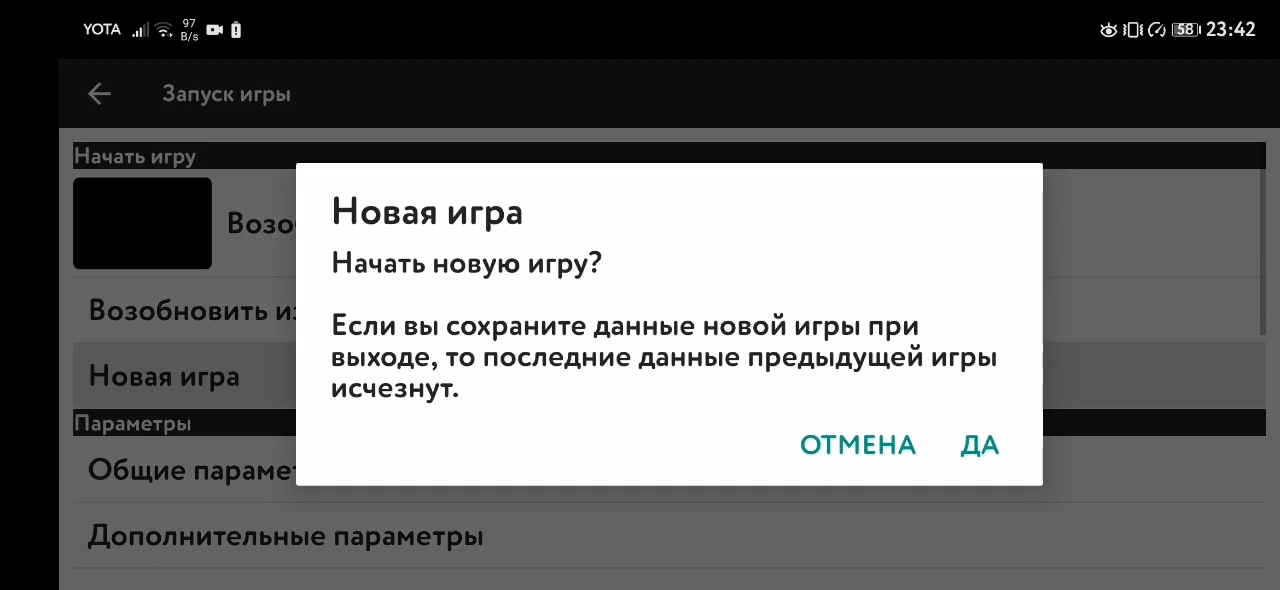 YOTA 97 B/s 58 23:42
Запуск игры
Начать игру
Возо
Возобновить из
Новая игра
Параметры
Общие параме
Дополнительные параметры
Новая игра
Начать новую игру?
Если вы сохраните данные новой игры при
выходе, то последние данные предыдущей игры
исчезнут.
ОТМЕНА ДА